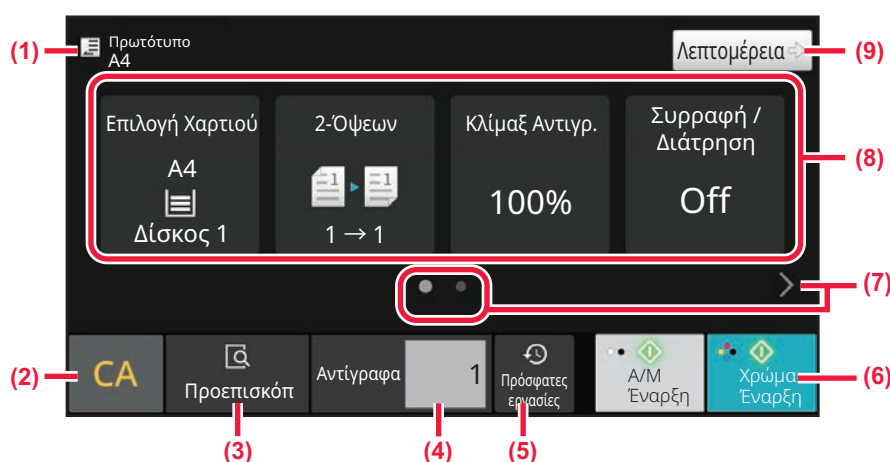 (1)
Πρωτότυπο
A4
Λεπτομέρεια
(9)
Επιλογή Χαρτιού
A4
Δίσκος 1
2-Όψεων
1 → 1
Κλίμαξ Αντιγρ.
100%
Συρραφή /
Διάτρηση
Off
(8)
(7)
(2)
CA
Προεπισκόπ
Αντίγραφα
1
Πρόσφατες
εργασίες
Α/Μ
Έναρξη
Χρώμα
Έναρξη
(6)
(3)
(4)
(5)